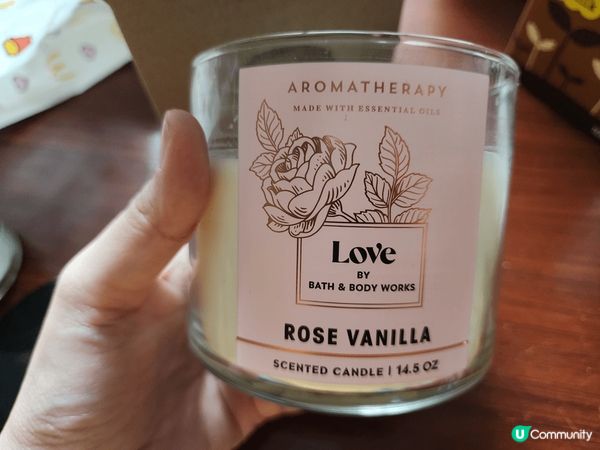 AROMATHERAPY
MADE WITH ESSENTIAL OILS
Love
BY
BATH & BODY WORKS
ROSE VANILLA
SCENTED CANDLE | 14.5 OZ
U Community